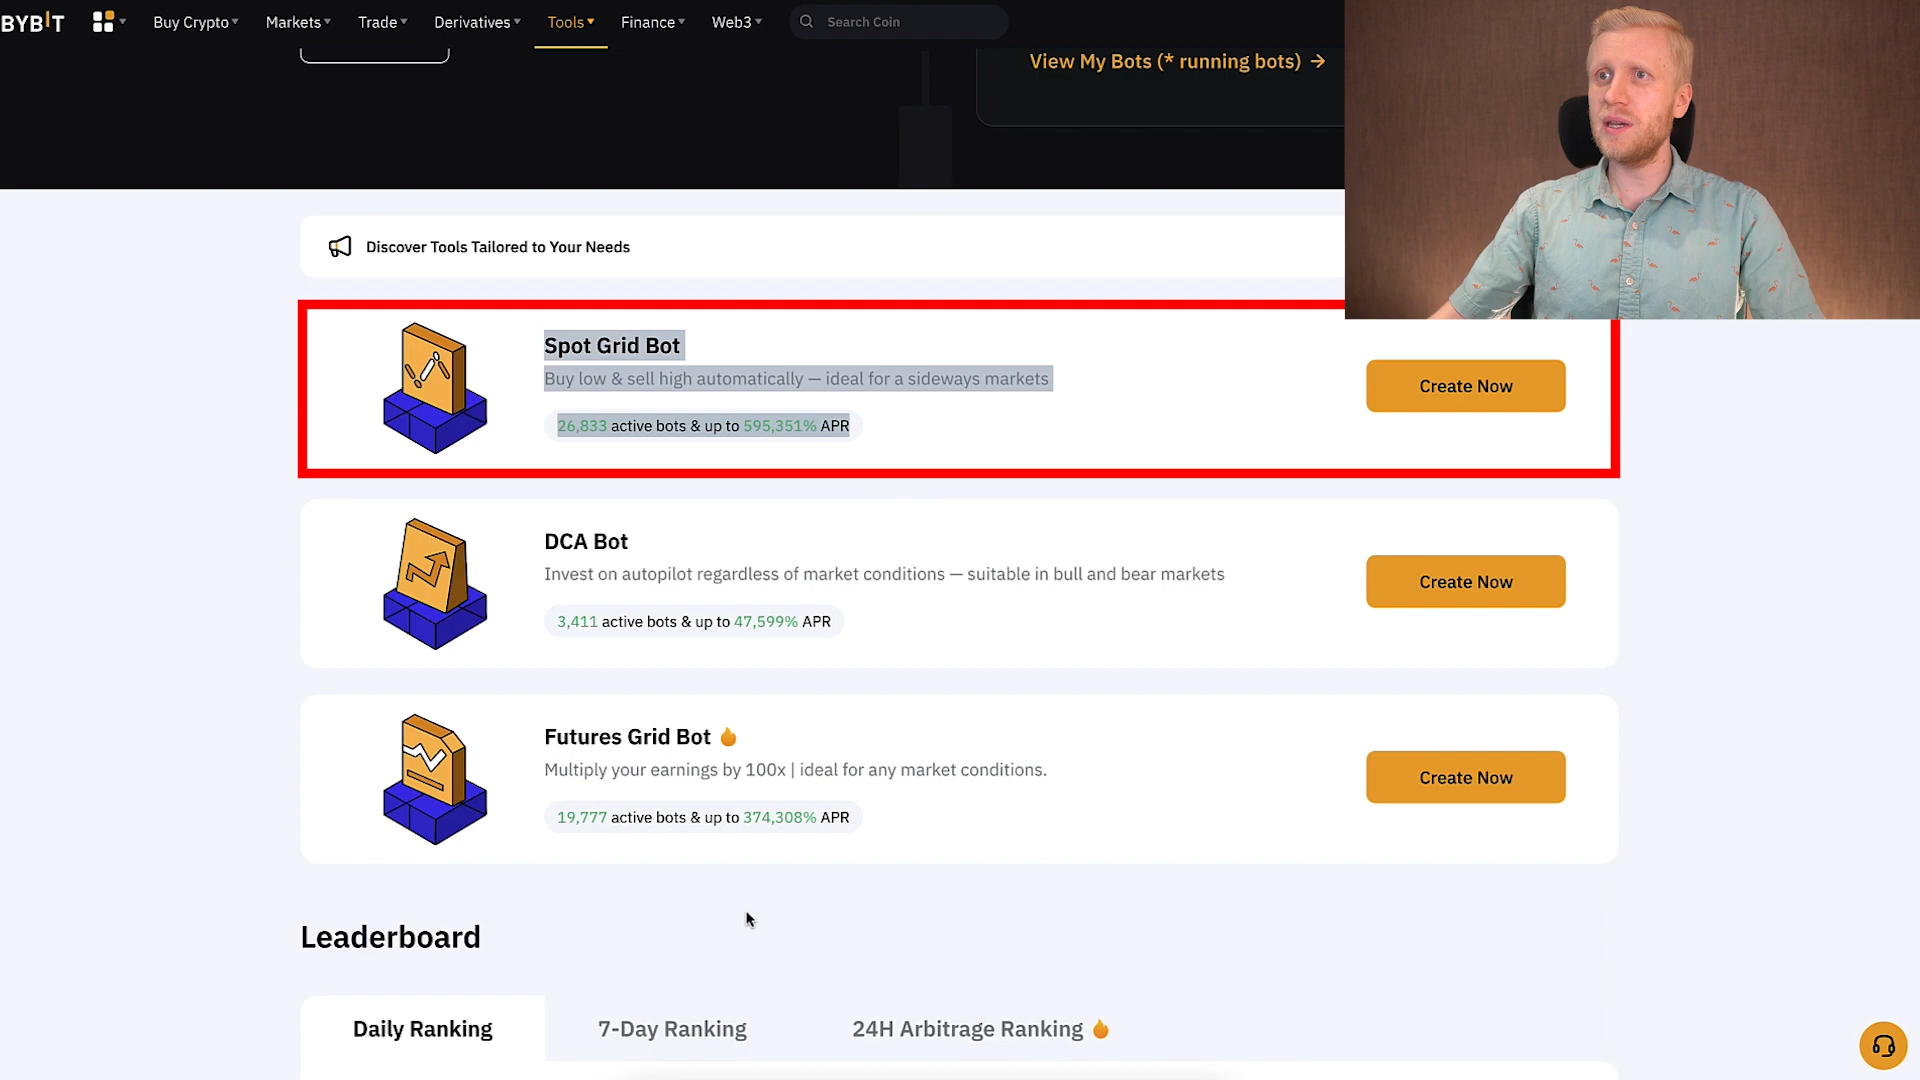 BYBIT
Buy Crypto
Markets
Trade
Derivatives
Tools
Finance
Web3
Search Coin
View My Bots (* running bots) →
Discover Tools Tailored to Your Needs
Spot Grid Bot
Buy low & sell high automatically — ideal for a sideways markets
26,833 active bots & up to 595,351% APR
Create Now
DCA Bot
Invest on autopilot regardless of market conditions — suitable in bull and bear markets
3,411 active bots & up to 47,599% APR
Create Now
Futures Grid Bot
Multiply your earnings by 100x | ideal for any market conditions.
19,777 active bots & up to 374,308% APR
Create Now
Leaderboard
Daily Ranking
7-Day Ranking
24H Arbitrage Ranking